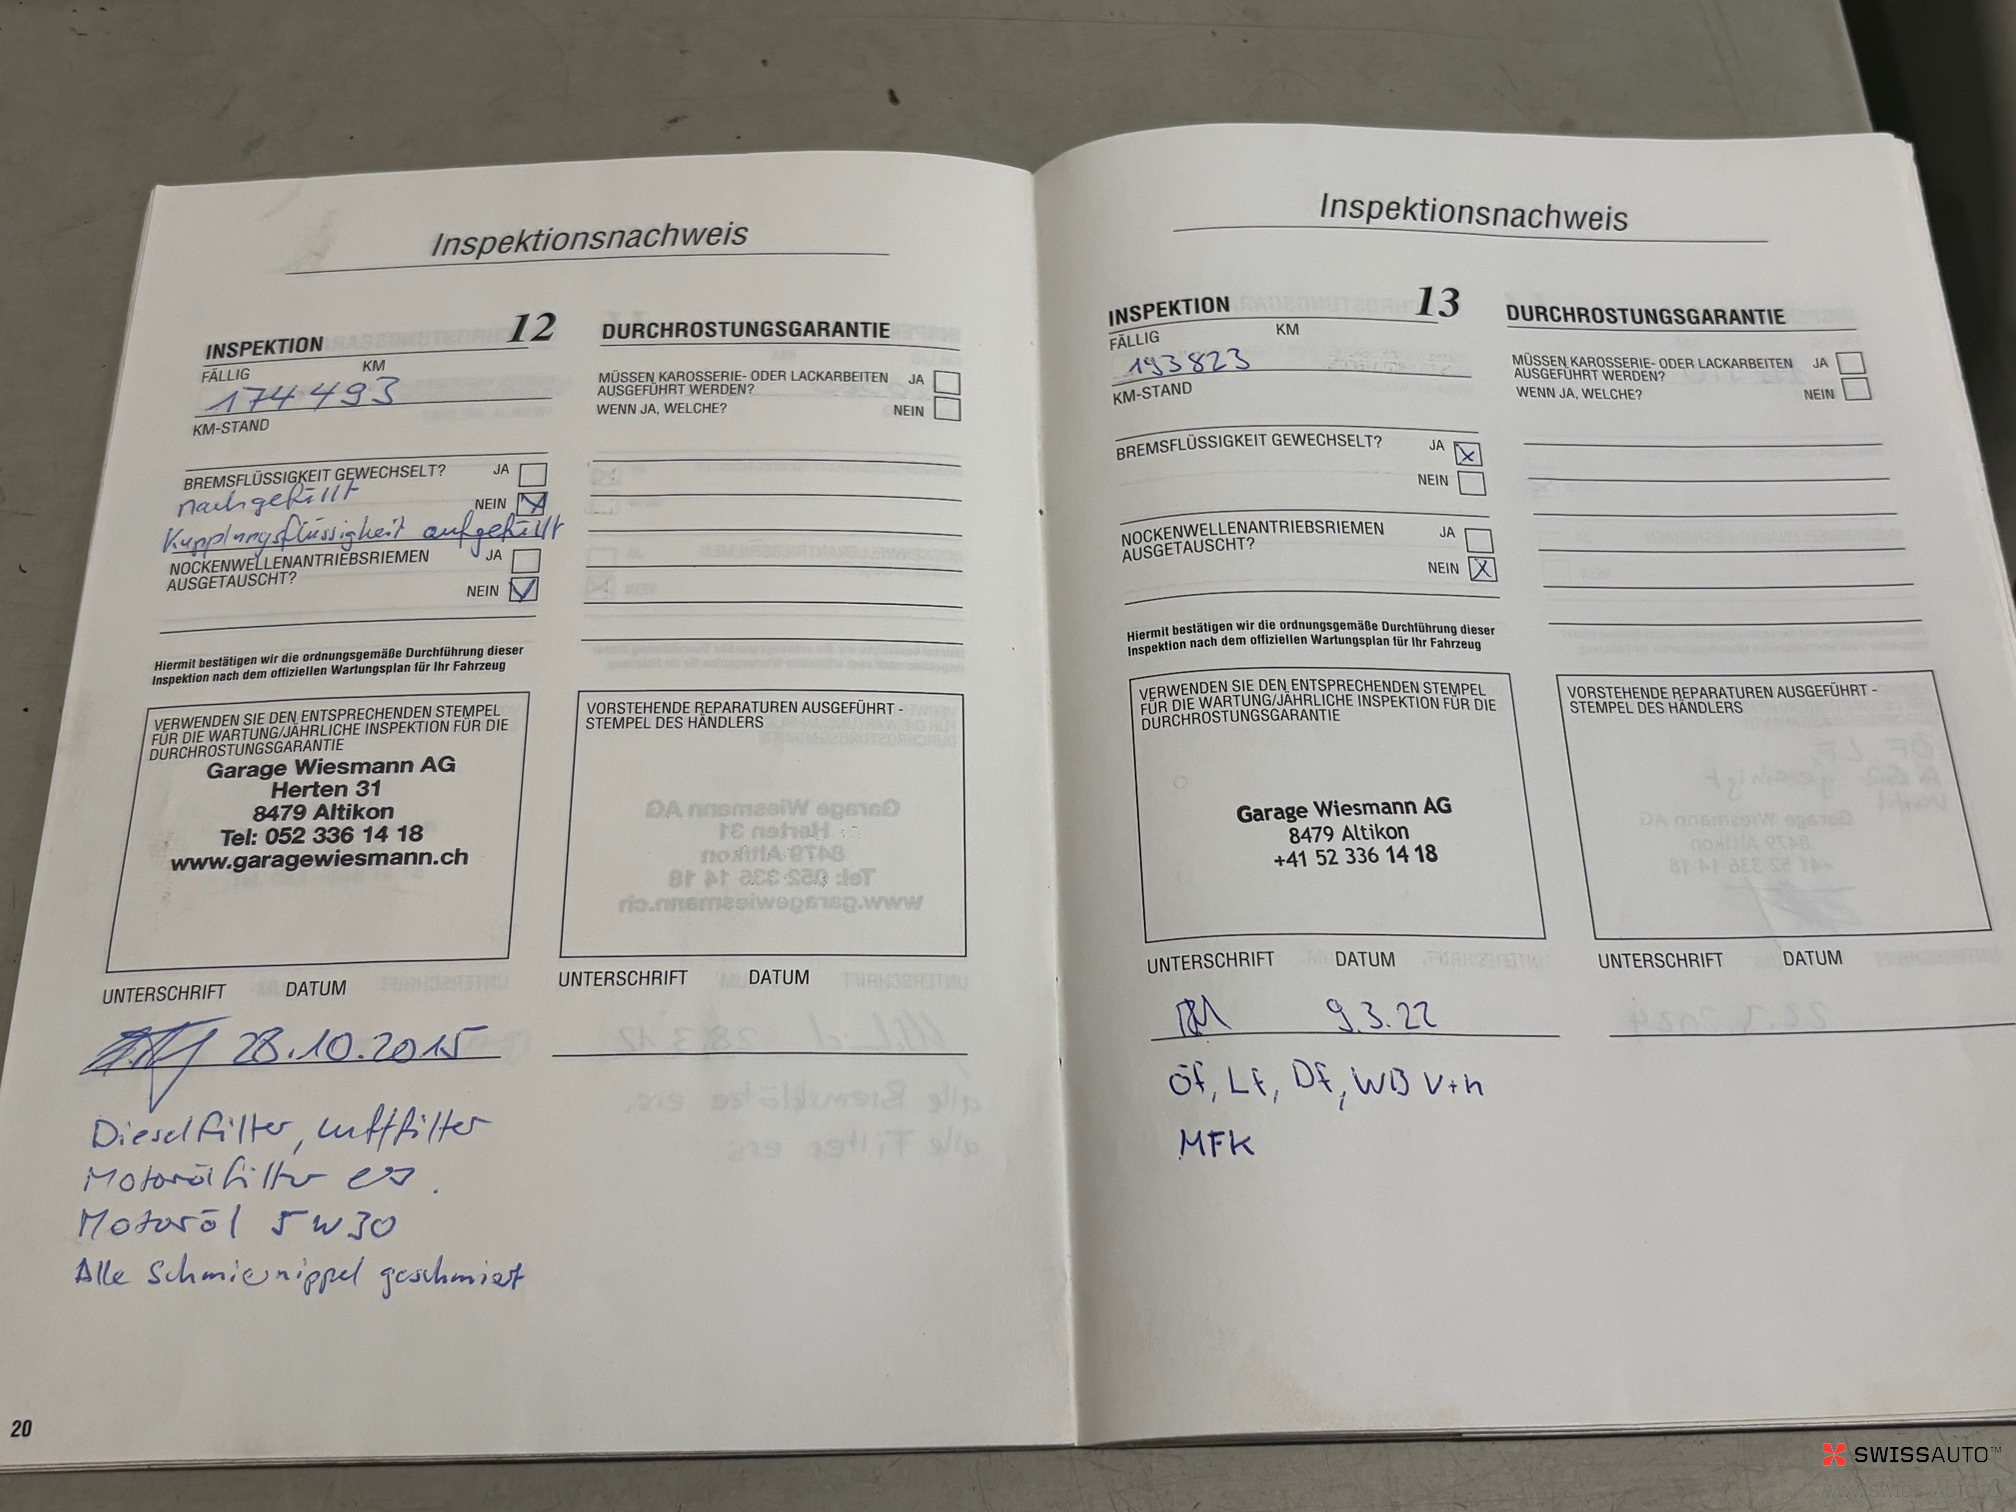 Inspektionsnachweis
INSPEKTION 12
FÄLLIG KM
174493
KM-STAND
BREMSFLÜSSIGKEIT GEWECHSELT? JA
nachgefüllt NEIN
Kupplungsflüssigkeit aufgefüllt
NOCKENWELLENANTRIEBSRIEMEN JA
AUSGETAUSCHT?
NEIN
Hiermit bestätigen wir die ordnungsgemäße Durchführung dieser
Inspektion nach dem offiziellen Wartungsplan für Ihr Fahrzeug
VERWENDEN SIE DEN ENTSPRECHENDEN STEMPEL
FÜR DIE WARTUNG/JÄHRLICHE INSPEKTION FÜR DIE
DURCHROSTUNGSGARANTIE
Garage Wiesmann AG
Herten 31
8479 Altikon
Tel: 052 336 14 18
www.garagewiesmann.ch
UNTERSCHRIFT DATUM
28.10.2015
Dieselfilter, Luftfilter
Motorölfilter
Motoröl 5W30
Alle Schmiernippel geschmiert
20
DURCHROSTUNGSGARANTIE
MÜSSEN KAROSSERIE- ODER LACKARBEITEN JA
AUSGEFÜHRT WERDEN?
WENN JA, WELCHE? NEIN
VORSTEHENDE REPARATUREN AUSGEFÜHRT -
STEMPEL DES HÄNDLERS
UNTERSCHRIFT DATUM
Inspektionsnachweis
INSPEKTION 13
FÄLLIG KM
193823
KM-STAND
BREMSFLÜSSIGKEIT GEWECHSELT? JA
NEIN
NOCKENWELLENANTRIEBSRIEMEN JA
AUSGETAUSCHT?
NEIN
Hiermit bestätigen wir die ordnungsgemäße Durchführung dieser
Inspektion nach dem offiziellen Wartungsplan für Ihr Fahrzeug
VERWENDEN SIE DEN ENTSPRECHENDEN STEMPEL
FÜR DIE WARTUNG/JÄHRLICHE INSPEKTION FÜR DIE
DURCHROSTUNGSGARANTIE
Garage Wiesmann AG
8479 Altikon
+41 52 336 14 18
UNTERSCHRIFT DATUM
9.3.22
Öf, Lf, Df, WB v+h
MFK
DURCHROSTUNGSGARANTIE
MÜSSEN KAROSSERIE- ODER LACKARBEITEN JA
AUSGEFÜHRT WERDEN?
WENN JA, WELCHE? NEIN
VORSTEHENDE REPARATUREN AUSGEFÜHRT -
STEMPEL DES HÄNDLERS
UNTERSCHRIFT DATUM
SWISSAUTO™